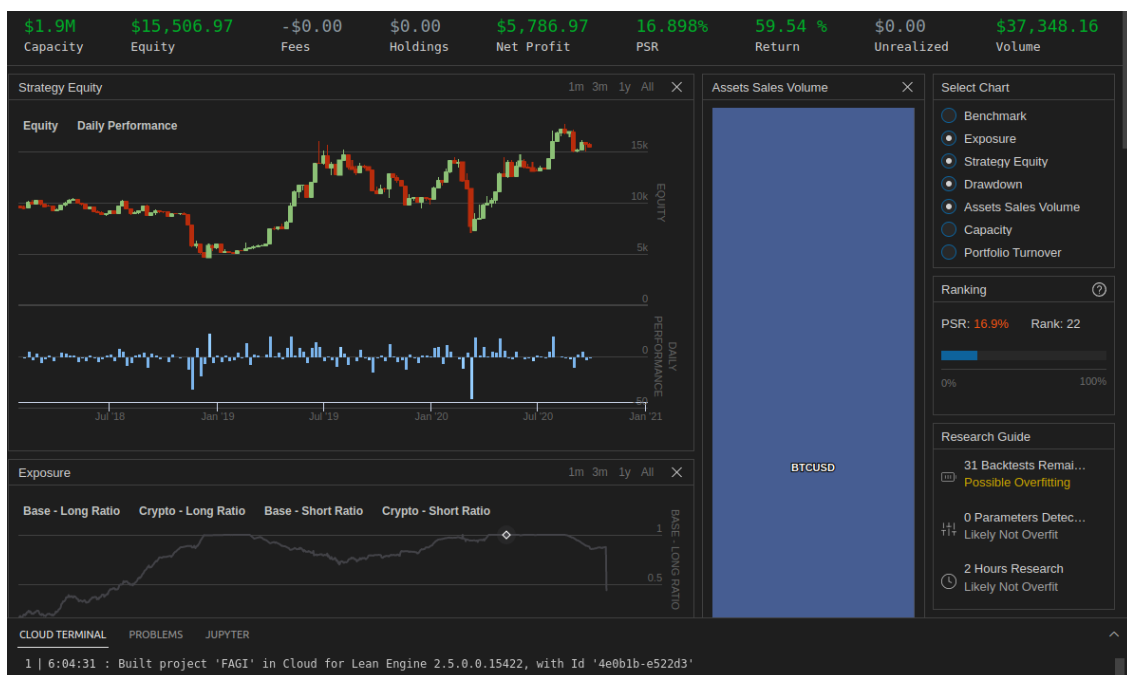 $1.9M $15,506.97 -$0.00 $0.00 $5,786.97 16.898% 59.54 % $0.00 $37,348.16
Capacity Equity Fees Holdings Net Profit PSR Return Unrealized Volume
Strategy Equity 1m 3m 1y All
Equity Daily Performance
15k
10k
5k
0
EQUITY
0
-50
DAILY
PERFORMANCE
Jul '18 Jan '19 Jul '19 Jan '20 Jul '20 Jan '21
Exposure 1m 3m 1y All
Base - Long Ratio Crypto - Long Ratio Base - Short Ratio Crypto - Short Ratio
1
0.5
BASE - LONG RATIO
Assets Sales Volume
BTCUSD
Select Chart
Benchmark
Exposure
Strategy Equity
Drawdown
Assets Sales Volume
Capacity
Portfolio Turnover
Ranking
PSR: 16.9% Rank: 22
0% 100%
Research Guide
31 Backtests Remai...
Possible Overfitting
0 Parameters Detec...
Likely Not Overfit
2 Hours Research
Likely Not Overfit
CLOUD TERMINAL PROBLEMS JUPYTER
1 | 6:04:31 : Built project 'FAGI' in Cloud for Lean Engine 2.5.0.0.15422, with Id '4e0b1b-e522d3'